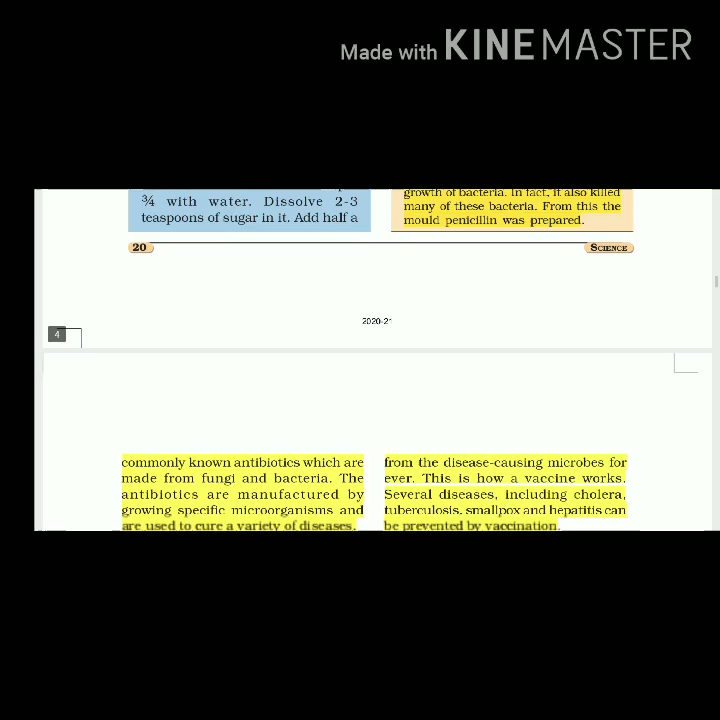 Made with KINEMASTER
¾ with water. Dissolve 2-3
teaspoons of sugar in it. Add half a
growth of bacteria. In fact, it also killed
many of these bacteria. From this the
mould penicillin was prepared.
20
SCIENCE
2020-21
4
commonly known antibiotics which are
made from fungi and bacteria. The
antibiotics are manufactured by
growing specific microorganisms and
are used to cure a variety of diseases.
from the disease-causing microbes for
ever. This is how a vaccine works.
Several diseases, including cholera,
tuberculosis, smallpox and hepatitis can
be prevented by vaccination.